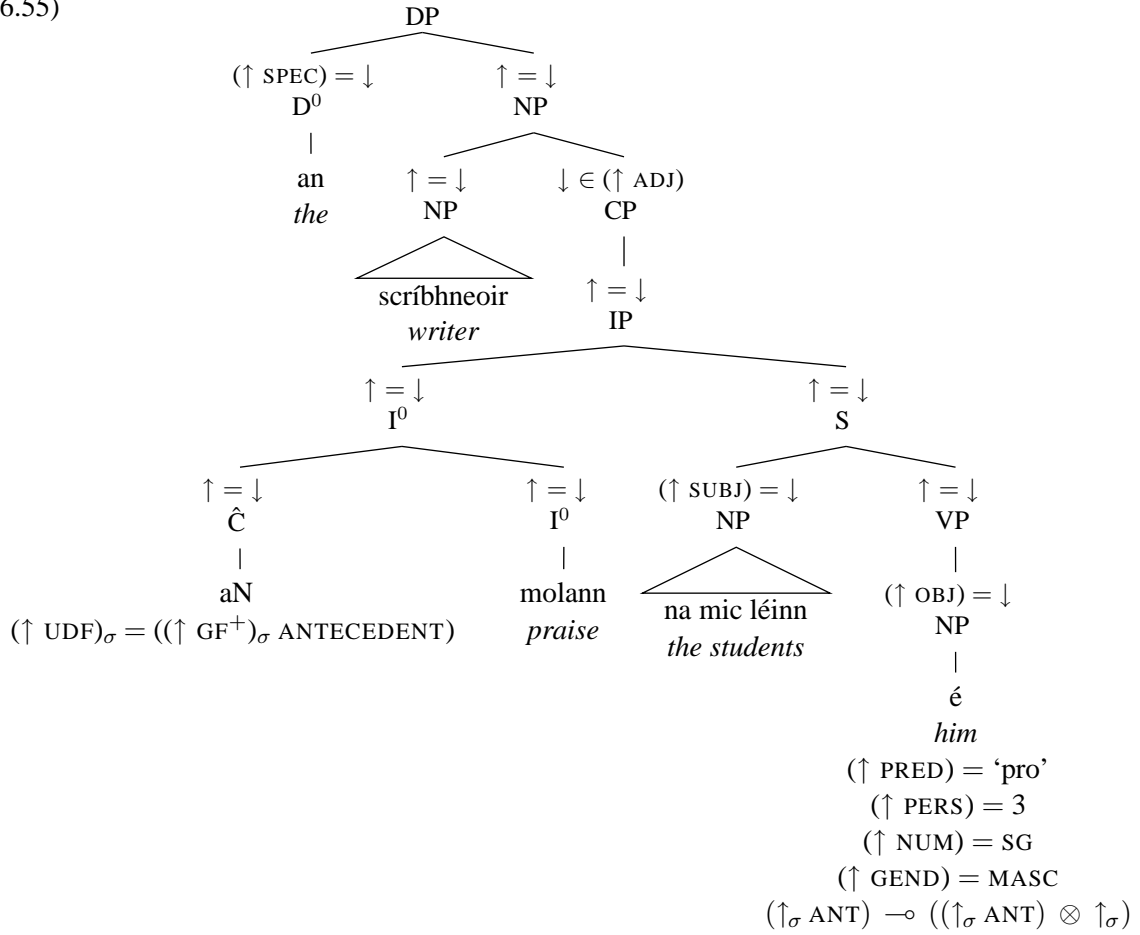 6.55)
DP
(↑ SPEC) = ↓ ↑ = ↓
D⁰ NP
an ↑ = ↓ ↓ ∈ (↑ ADJ)
the NP CP
scríbhneoir ↑ = ↓
writer IP
↑ = ↓ ↑ = ↓
I⁰ S
↑ = ↓ ↑ = ↓ (↑ SUBJ) = ↓ ↑ = ↓
Ĉ I⁰ NP VP
aN molann na mic léinn (↑ OBJ) = ↓
(↑ UDF)σ = ((↑ GF⁺)σ ANTECEDENT) praise the students NP
é
him
(↑ PRED) = ‘pro’
(↑ PERS) = 3
(↑ NUM) = SG
(↑ GEND) = MASC
(↑σ ANT) ⊸ ((↑σ ANT) ⊗ ↑σ)